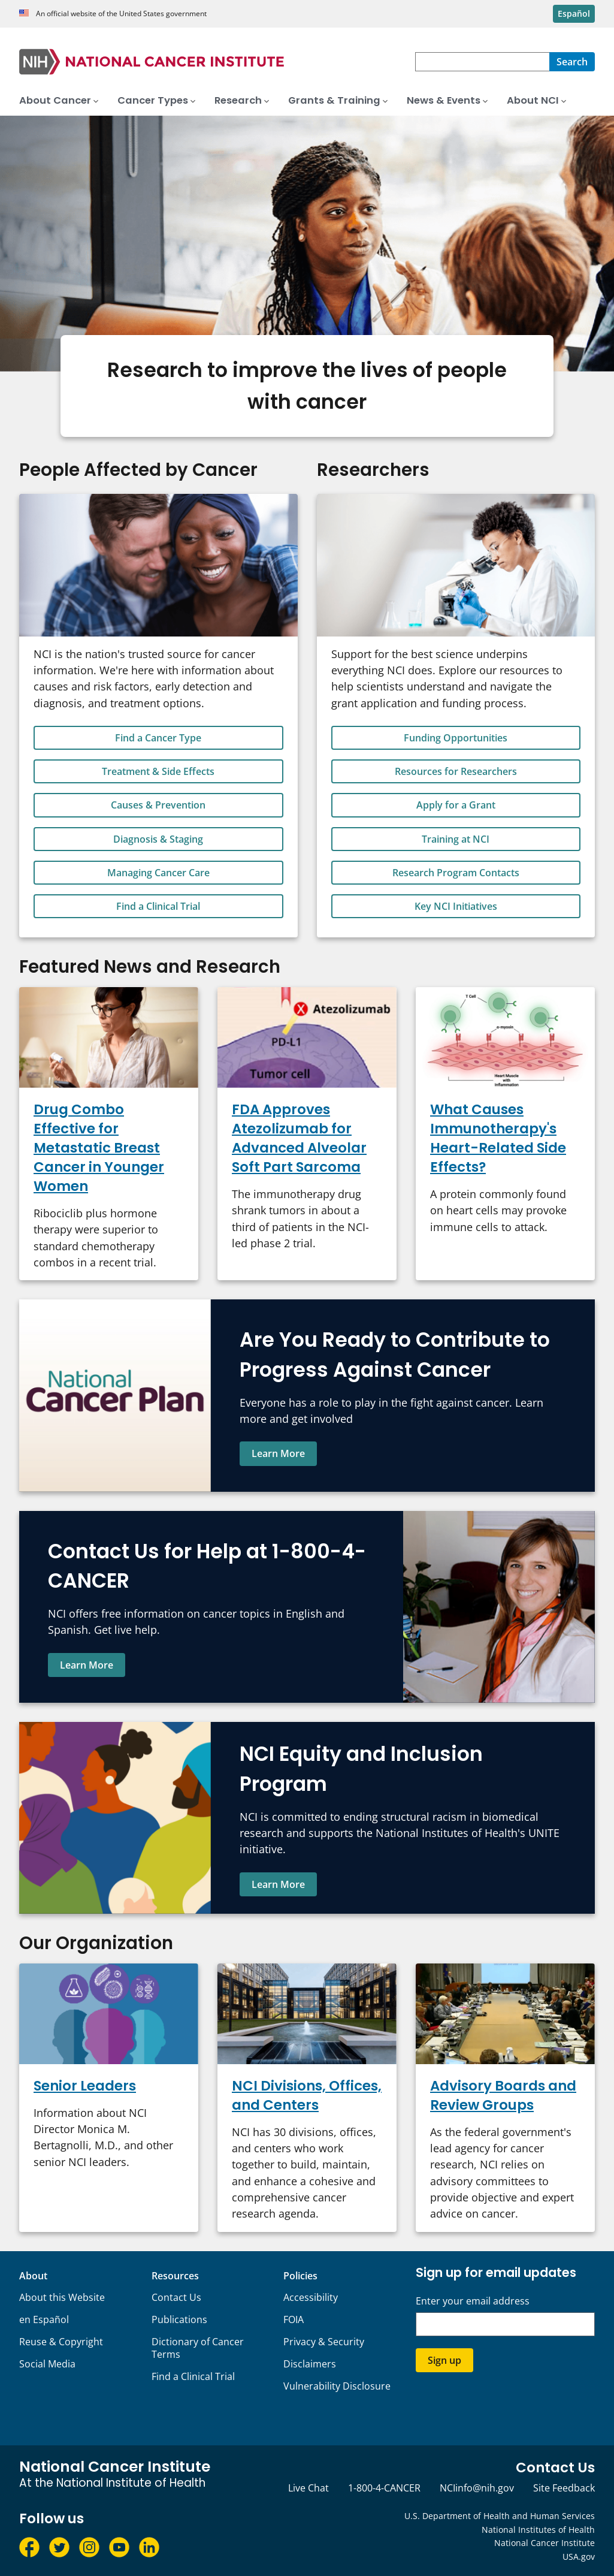 An official website of the United States government
Español
NIH NATIONAL CANCER INSTITUTE
Search
About Cancer
Cancer Types
Research
Grants & Training
News & Events
About NCI
Research to improve the lives of people
with cancer
People Affected by Cancer
NCI is the nation's trusted source for cancer
information. We're here with information about
causes and risk factors, early detection and
diagnosis, and treatment options.
Find a Cancer Type
Treatment & Side Effects
Causes & Prevention
Diagnosis & Staging
Managing Cancer Care
Find a Clinical Trial
Researchers
Support for the best science underpins
everything NCI does. Explore our resources to
help scientists understand and navigate the
grant application and funding process.
Funding Opportunities
Resources for Researchers
Apply for a Grant
Training at NCI
Research Program Contacts
Key NCI Initiatives
Featured News and Research
Drug Combo
Effective for
Metastatic Breast
Cancer in Younger
Women
Ribociclib plus hormone
therapy were superior to
standard chemotherapy
combos in a recent trial.
X Atezolizumab
PD-L1
Tumor cell
FDA Approves
Atezolizumab for
Advanced Alveolar
Soft Part Sarcoma
The immunotherapy drug
shrank tumors in about a
third of patients in the NCI-
led phase 2 trial.
T Cell
α-myosin
Heart Muscle
with
Inflammation
What Causes
Immunotherapy's
Heart-Related Side
Effects?
A protein commonly found
on heart cells may provoke
immune cells to attack.
National
Cancer Plan
Are You Ready to Contribute to
Progress Against Cancer
Everyone has a role to play in the fight against cancer. Learn
more and get involved
Learn More
Contact Us for Help at 1-800-4-
CANCER
NCI offers free information on cancer topics in English and
Spanish. Get live help.
Learn More
NCI Equity and Inclusion
Program
NCI is committed to ending structural racism in biomedical
research and supports the National Institutes of Health's UNITE
initiative.
Learn More
Our Organization
Senior Leaders
Information about NCI
Director Monica M.
Bertagnolli, M.D., and other
senior NCI leaders.
NCI Divisions, Offices,
and Centers
NCI has 30 divisions, offices,
and centers who work
together to build, maintain,
and enhance a cohesive and
comprehensive cancer
research agenda.
Advisory Boards and
Review Groups
As the federal government's
lead agency for cancer
research, NCI relies on
advisory committees to
provide objective and expert
advice on cancer.
About
About this Website
en Español
Reuse & Copyright
Social Media
Resources
Contact Us
Publications
Dictionary of Cancer
Terms
Find a Clinical Trial
Policies
Accessibility
FOIA
Privacy & Security
Disclaimers
Vulnerability Disclosure
Sign up for email updates
Enter your email address
Sign up
National Cancer Institute
At the National Institute of Health
Follow us
Contact Us
Live Chat
1-800-4-CANCER
NCIinfo@nih.gov
Site Feedback
U.S. Department of Health and Human Services
National Institutes of Health
National Cancer Institute
USA.gov